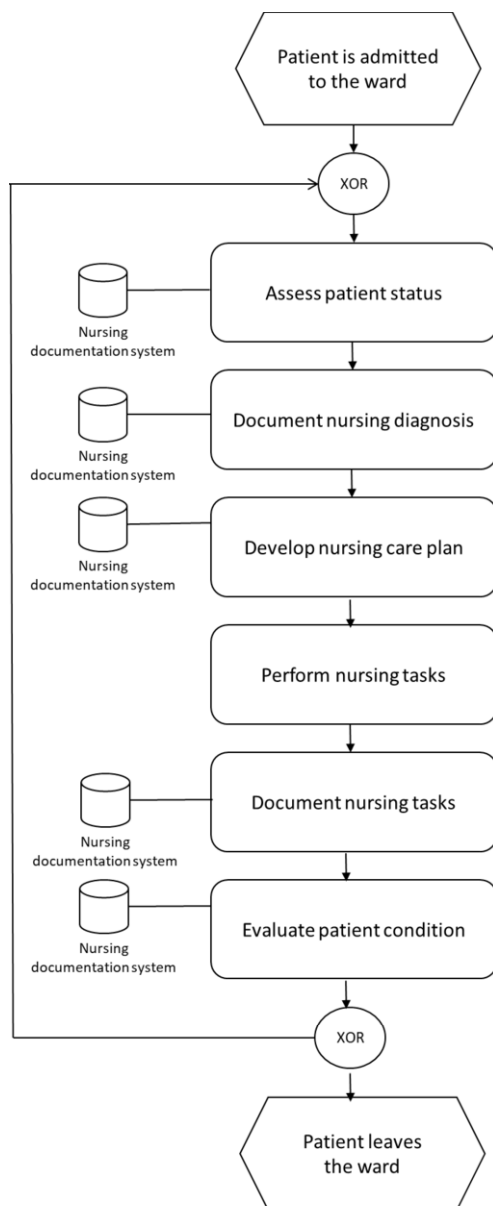 Patient is admitted
to the ward
XOR
Assess patient status
Nursing
documentation system
Document nursing diagnosis
Nursing
documentation system
Develop nursing care plan
Nursing
documentation system
Perform nursing tasks
Document nursing tasks
Nursing
documentation system
Evaluate patient condition
Nursing
documentation system
XOR
Patient leaves
the ward